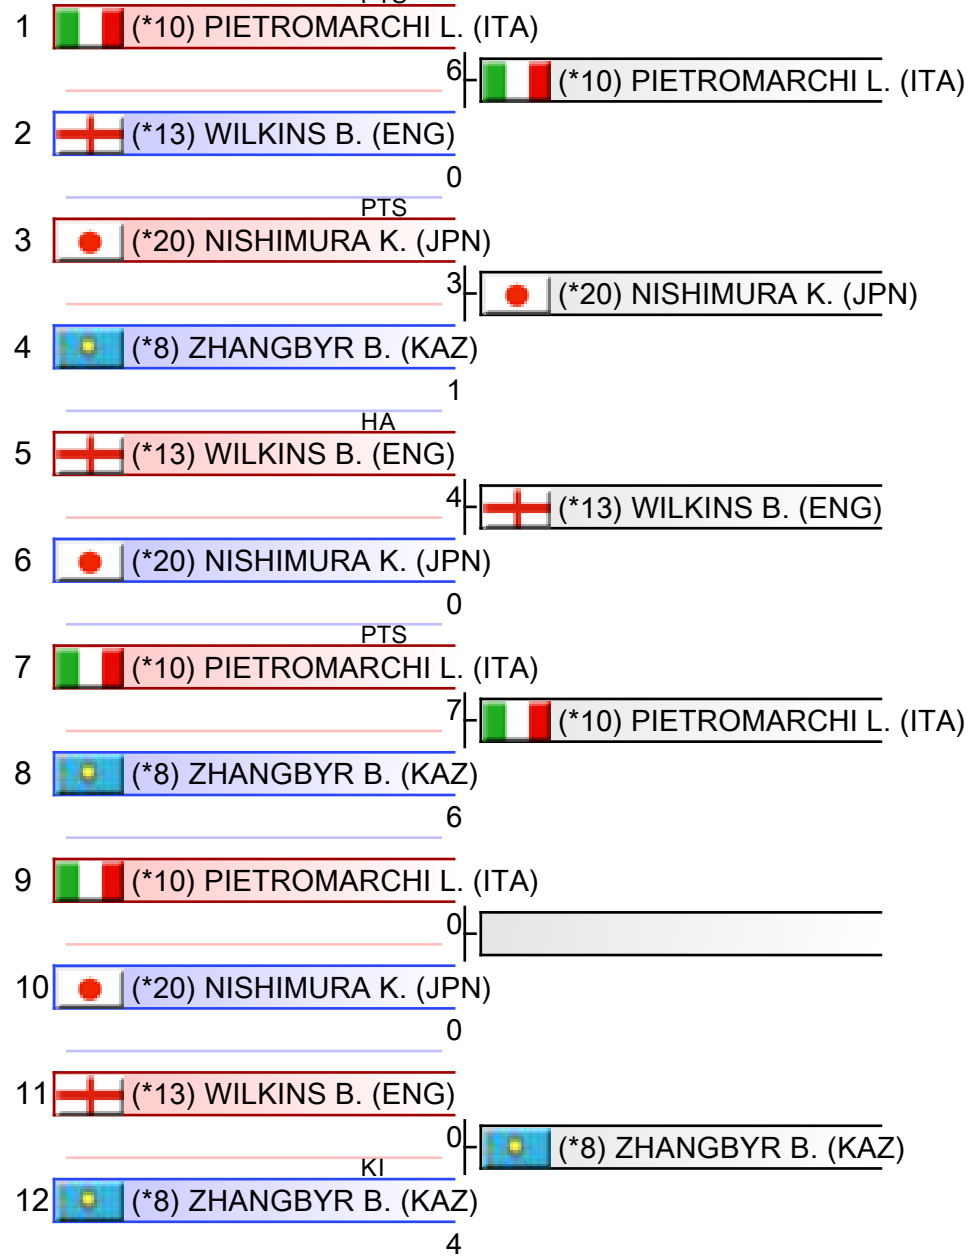 PTS
1 (*10) PIETROMARCHI L. (ITA)
6 (*10) PIETROMARCHI L. (ITA)
2 (*13) WILKINS B. (ENG)
0
PTS
3 (*20) NISHIMURA K. (JPN)
3 (*20) NISHIMURA K. (JPN)
4 (*8) ZHANGBYR B. (KAZ)
1
HA
5 (*13) WILKINS B. (ENG)
4 (*13) WILKINS B. (ENG)
6 (*20) NISHIMURA K. (JPN)
0
PTS
7 (*10) PIETROMARCHI L. (ITA)
7 (*10) PIETROMARCHI L. (ITA)
8 (*8) ZHANGBYR B. (KAZ)
6
9 (*10) PIETROMARCHI L. (ITA)
0
10 (*20) NISHIMURA K. (JPN)
0
11 (*13) WILKINS B. (ENG)
0 (*8) ZHANGBYR B. (KAZ)
KI
12 (*8) ZHANGBYR B. (KAZ)
4